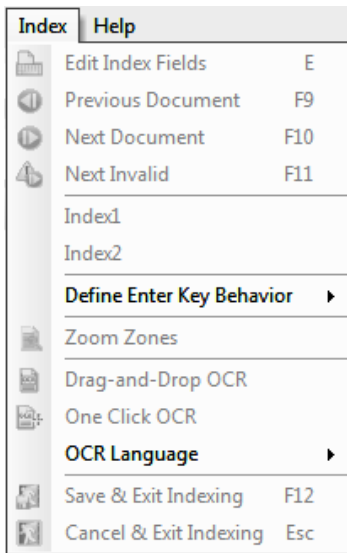 Index Help
Edit Index Fields E
Previous Document F9
Next Document F10
Next Invalid F11
Index1
Index2
Define Enter Key Behavior
Zoom Zones
Drag-and-Drop OCR
One Click OCR
OCR Language
Save & Exit Indexing F12
Cancel & Exit Indexing Esc